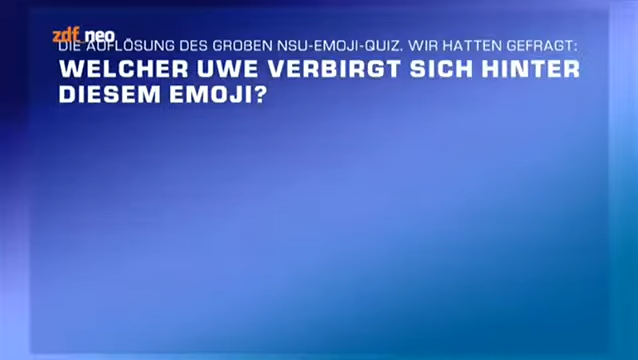 zdf neo
DIE AUFLÖSUNG DES GROßEN NSU-EMOJI-QUIZ. WIR HATTEN GEFRAGT:
WELCHER UWE VERBIRGT SICH HINTER
DIESEM EMOJI?